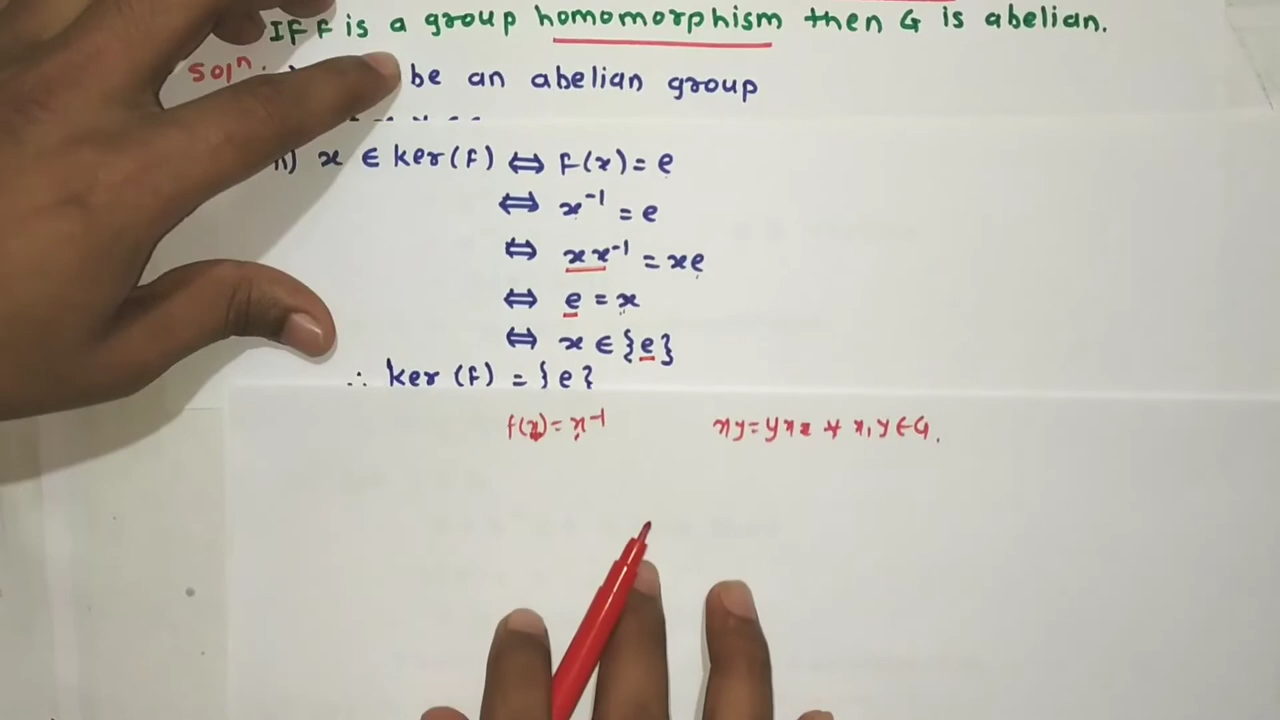 IF F is a group homomorphism then G is abelian.
Solⁿ. be an abelian group
x ∈ ker(f) ⇔ F(x) = e
⇔ x⁻¹ = e
⇔ xx⁻¹ = xe
⇔ e = x
⇔ x ∈ {e}
∴ ker (f) = {e}
f(x) = x⁻¹ xy = yx ∀ x, y ∈ G.